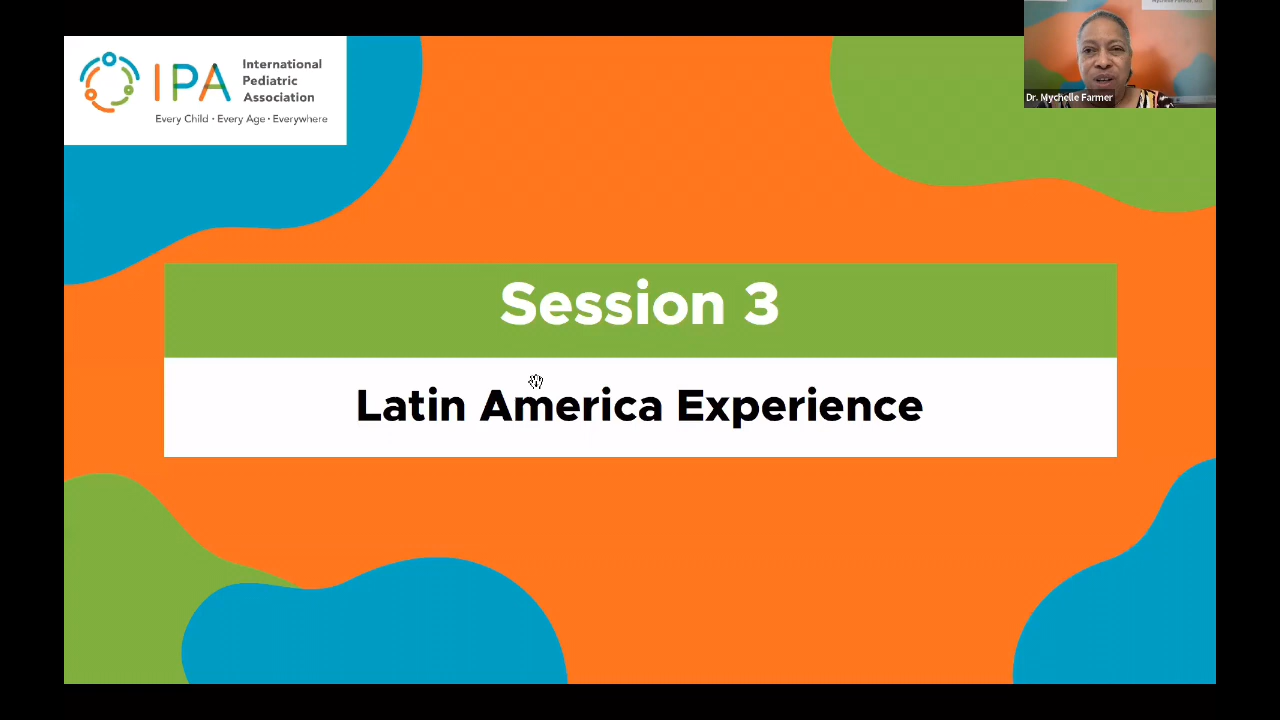 IPA
International
Pediatric
Association
Every Child · Every Age · Everywhere
Dr. Mychelle Farmer
Session 3
Latin America Experience